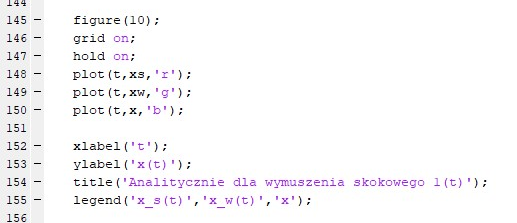 144
145 - figure(10);
146 - grid on;
147 - hold on;
148 - plot(t,xs,'r');
149 - plot(t,xw,'g');
150 - plot(t,x,'b');
151
152 - xlabel('t');
153 - ylabel('x(t)');
154 - title('Analitycznie dla wymuszenia skokowego 1(t)');
155 - legend('x_s(t)','x_w(t)','x');
156